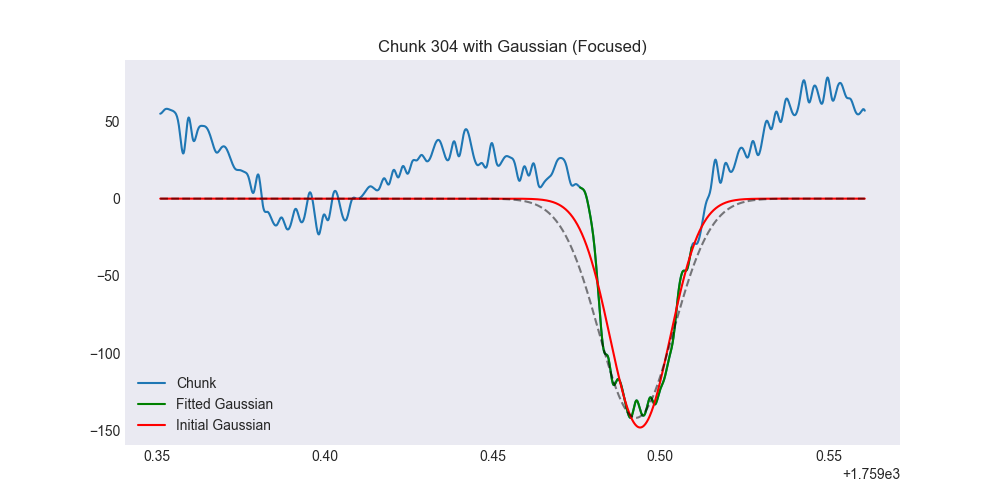 Chunk 304 with Gaussian (Focused)
50
0
−50
−100
−150
Chunk
Fitted Gaussian
Initial Gaussian
0.35 0.40 0.45 0.50 0.55
+1.759e3